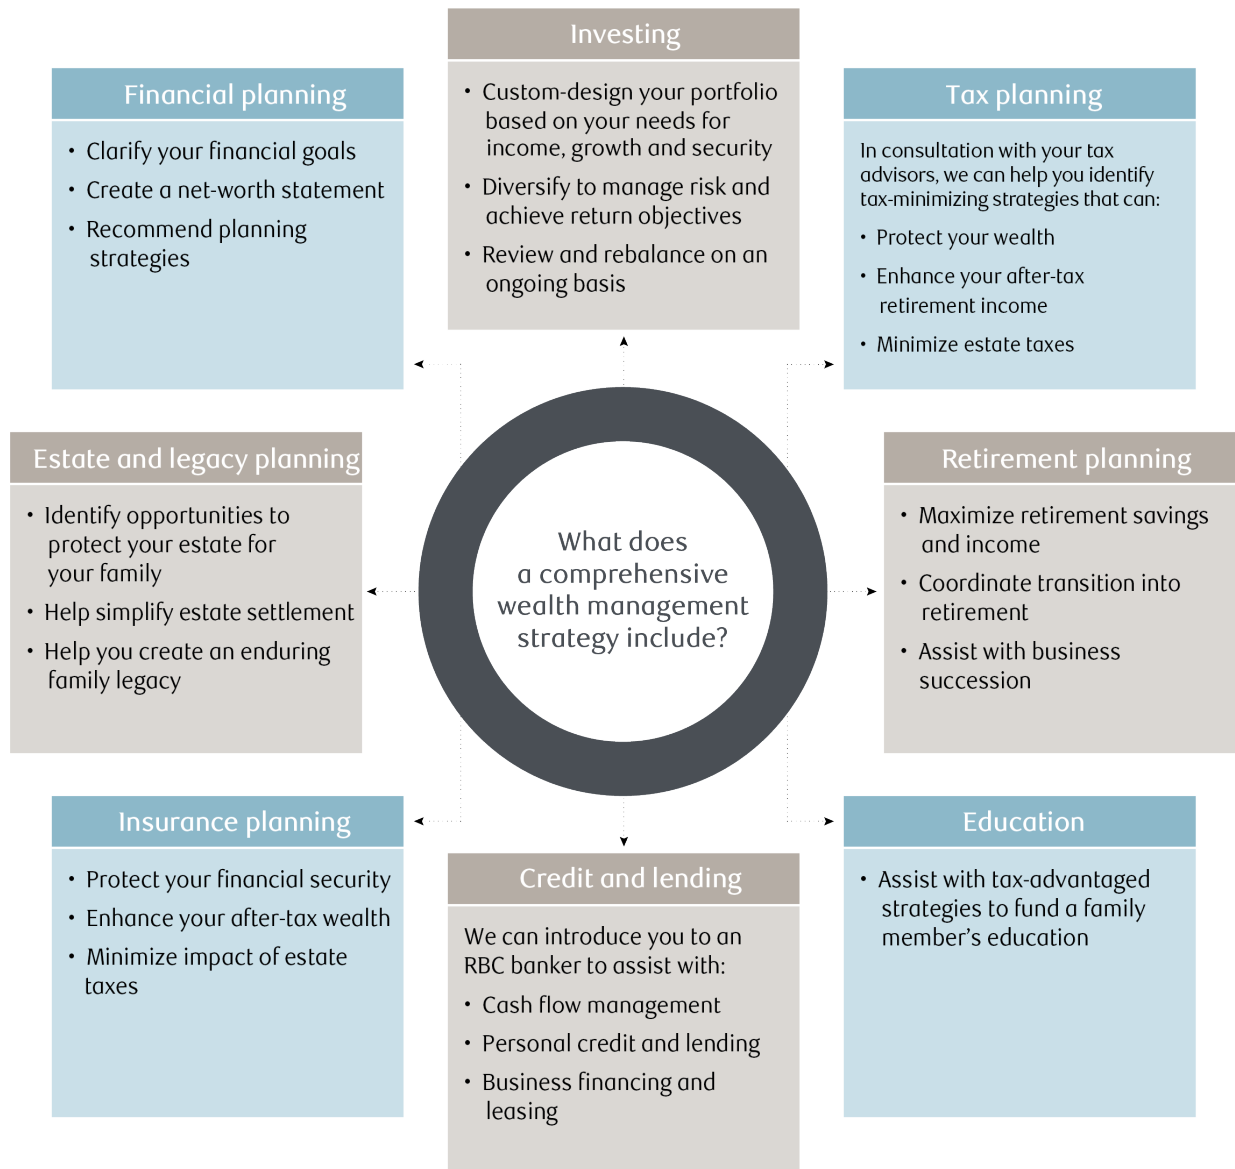 Investing
• Custom-design your portfolio
based on your needs for
income, growth and security
• Diversify to manage risk and
achieve return objectives
• Review and rebalance on an
ongoing basis
Financial planning
• Clarify your financial goals
• Create a net-worth statement
• Recommend planning
strategies
Tax planning
In consultation with your tax
advisors, we can help you identify
tax-minimizing strategies that can:
• Protect your wealth
• Enhance your after-tax
retirement income
• Minimize estate taxes
Estate and legacy planning
• Identify opportunities to
protect your estate for
your family
• Help simplify estate settlement
• Help you create an enduring
family legacy
What does
a comprehensive
wealth management
strategy include?
Retirement planning
• Maximize retirement savings
and income
• Coordinate transition into
retirement
• Assist with business
succession
Insurance planning
• Protect your financial security
• Enhance your after-tax wealth
• Minimize impact of estate
taxes
Credit and lending
We can introduce you to an
RBC banker to assist with:
• Cash flow management
• Personal credit and lending
• Business financing and
leasing
Education
• Assist with tax-advantaged
strategies to fund a family
member’s education